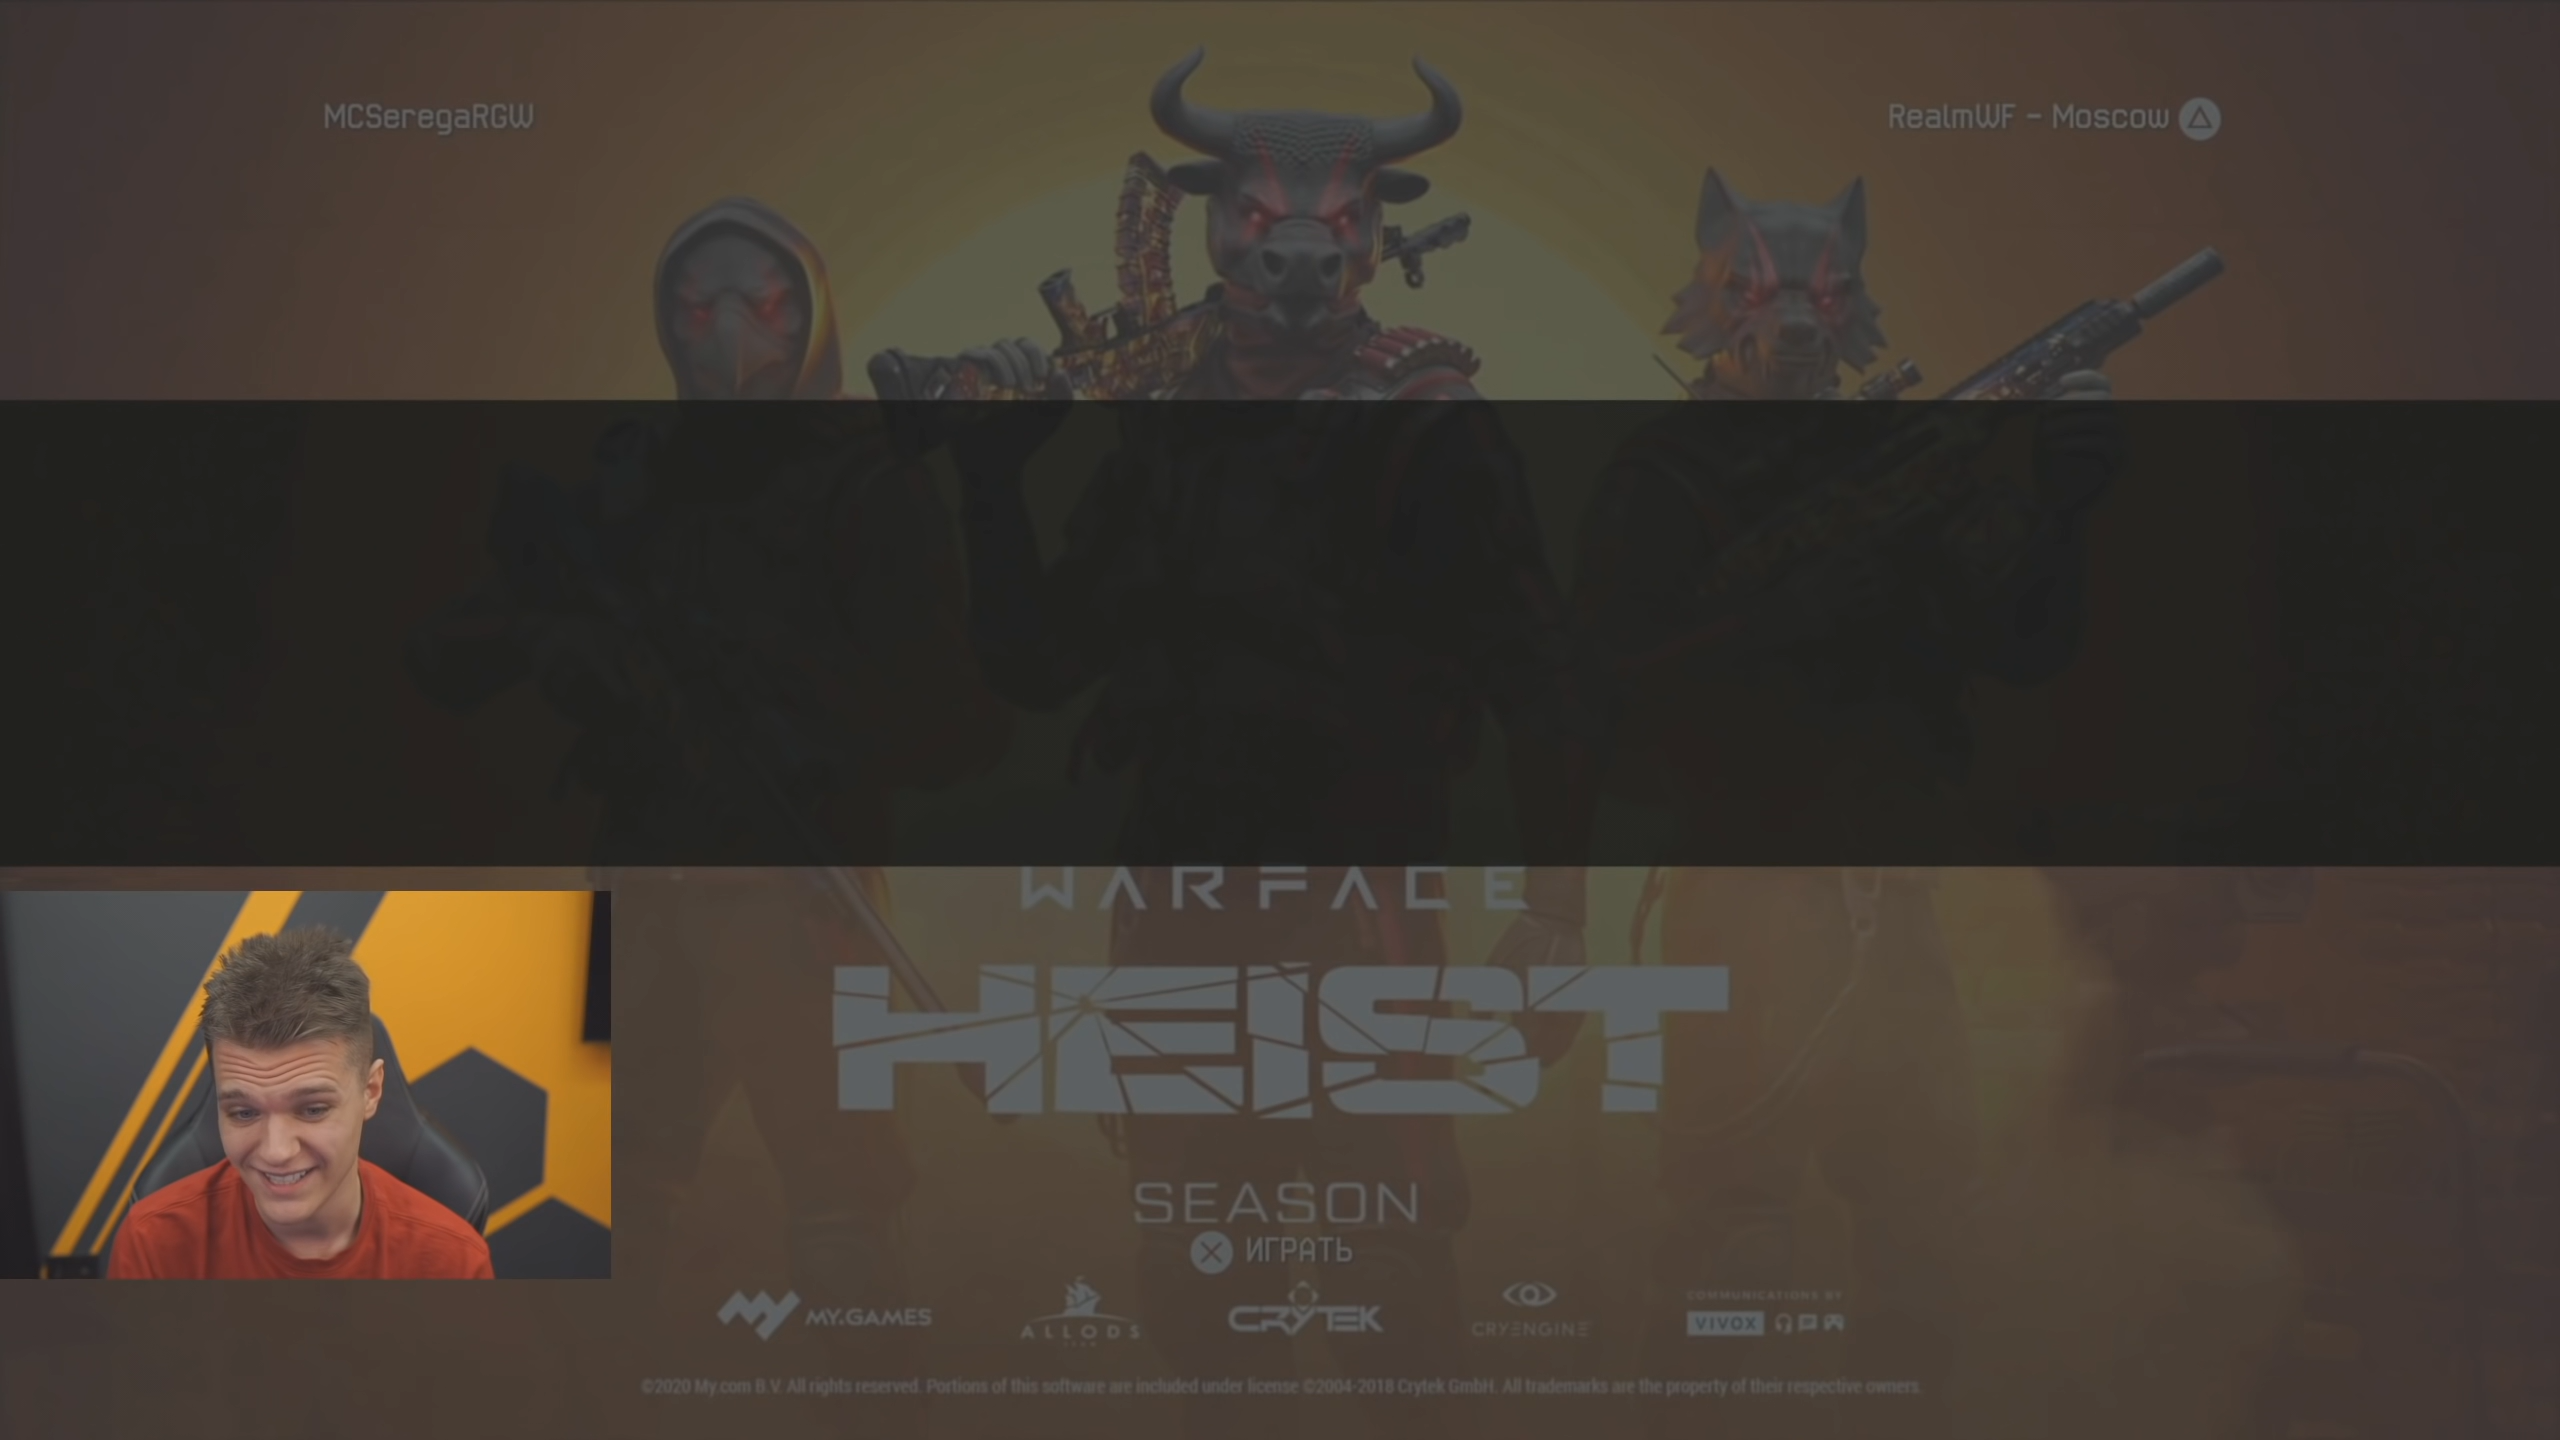 MCSeregaRGW
RealmWF - Moscow
WARFACE
HEIST
SEASON
ИГРАТЬ
MY.GAMES
ALLODS
CRYTEK
CRYENGINE
COMMUNICATIONS BY
VIVOX
©2020 My.com B.V. All rights reserved. Portions of this software are included under license ©2004-2018 Crytek GmbH. All trademarks are the property of their respective owners.